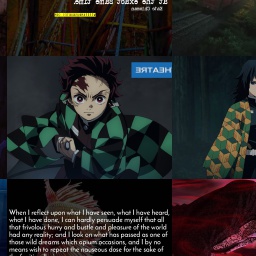 HEATRE
When I reflect upon what I have seen, what I have heard,
what I have done, I can hardly persuade myself that all
that frivolous hurry and bustle and pleasure of the world
had any reality; and I look on what has passed as one of
those wild dreams which opium occasions, and I by no
means wish to repeat the nauseous dose for the sake of